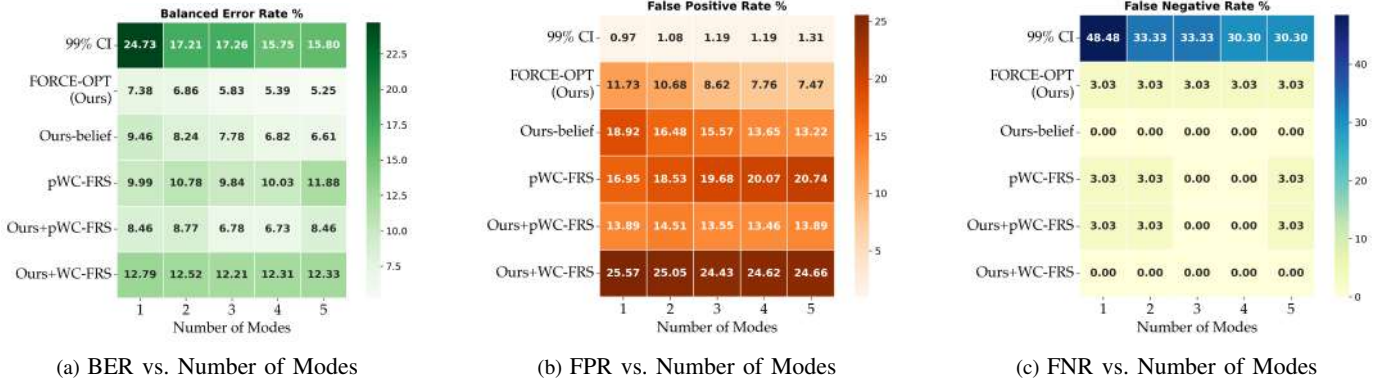 Balanced Error Rate %
99% CI 24.73 17.21 17.26 15.75 15.80
FORCE-OPT
(Ours) 7.38 6.86 5.83 5.39 5.25
Ours-belief 9.46 8.24 7.78 6.82 6.61
pWC-FRS 9.99 10.78 9.84 10.03 11.88
Ours+pWC-FRS 8.46 8.77 6.78 6.73 8.46
Ours+WC-FRS 12.79 12.52 12.21 12.31 12.33
1 2 3 4 5
Number of Modes
22.5
20.0
17.5
15.0
12.5
10.0
7.5
(a) BER vs. Number of Modes
False Positive Rate %
99% CI 0.97 1.08 1.19 1.19 1.31
FORCE-OPT
(Ours) 11.73 10.68 8.62 7.76 7.47
Ours-belief 18.92 16.48 15.57 13.65 13.22
pWC-FRS 16.95 18.53 19.68 20.07 20.74
Ours+pWC-FRS 13.89 14.51 13.55 13.46 13.89
Ours+WC-FRS 25.57 25.05 24.43 24.62 24.66
1 2 3 4 5
Number of Modes
25
20
15
10
5
(b) FPR vs. Number of Modes
False Negative Rate %
99% CI 48.48 33.33 33.33 30.30 30.30
FORCE-OPT
(Ours) 3.03 3.03 3.03 3.03 3.03
Ours-belief 0.00 0.00 0.00 0.00 0.00
pWC-FRS 3.03 3.03 0.00 0.00 3.03
Ours+pWC-FRS 3.03 3.03 0.00 0.00 3.03
Ours+WC-FRS 0.00 0.00 0.00 0.00 0.00
1 2 3 4 5
Number of Modes
40
30
20
10
0
(c) FNR vs. Number of Modes